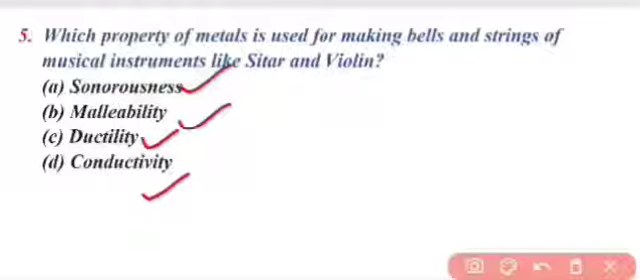 5. Which property of metals is used for making bells and strings of
musical instruments like Sitar and Violin?
(a) Sonorousness
(b) Malleability
(c) Ductility
(d) Conductivity